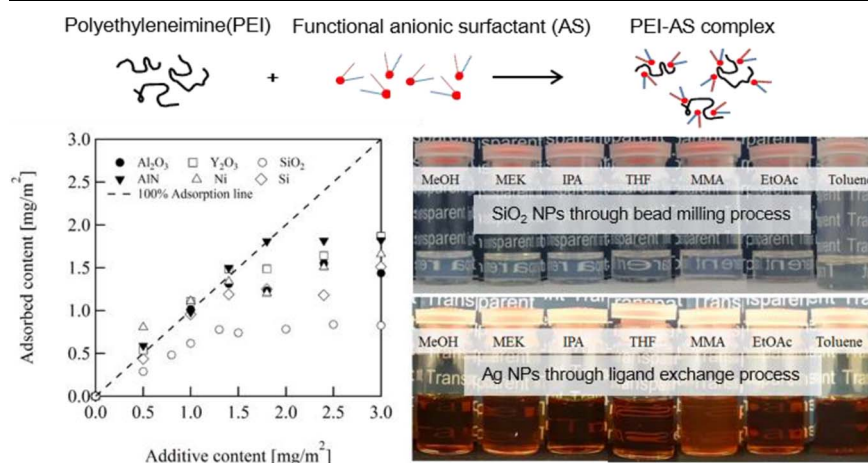 Polyethyleneimine(PEI) Functional anionic surfactant (AS) PEI-AS complex
+
3.0
2.5
2.0
1.5
1.0
0.5
0.0
Adsorbed content [mg/m²]
Al₂O₃ Y₂O₃ SiO₂
AlN Ni Si
100% Adsorption line
0.0 0.5 1.0 1.5 2.0 2.5 3.0
Additive content [mg/m²]
MeOH MEK IPA THF MMA EtOAc Toluene
SiO₂ NPs through bead milling process
Transparent
MeOH MEK IPA THF MMA EtOAc Toluene
Ag NPs through ligand exchange process